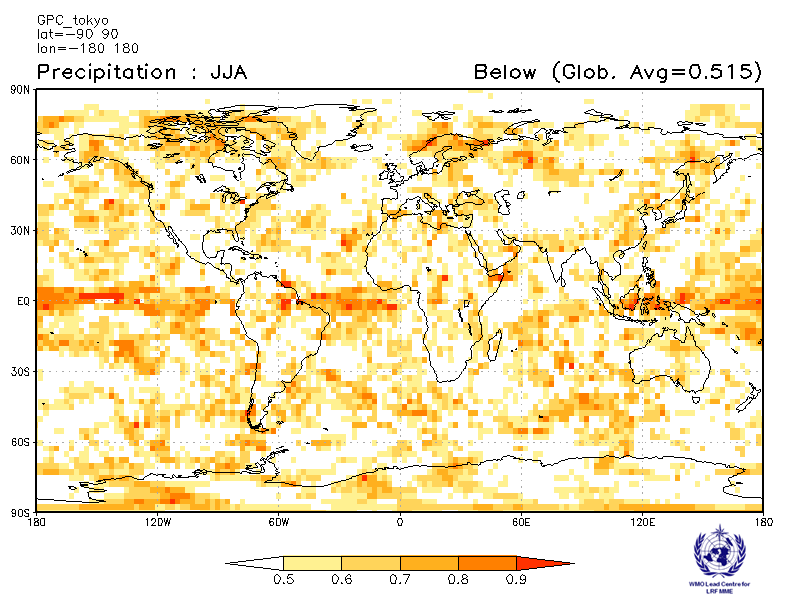 GPC_tokyo
lat=−90 90
lon=−180 180
Precipitation : JJA
Below (Glob. Avg=0.515)
90N
60N
30N
EQ
30S
60S
90S
180 120W 60W 0 60E 120E 180
0.5 0.6 0.7 0.8 0.9
WMO Lead Centre for
LRF MME